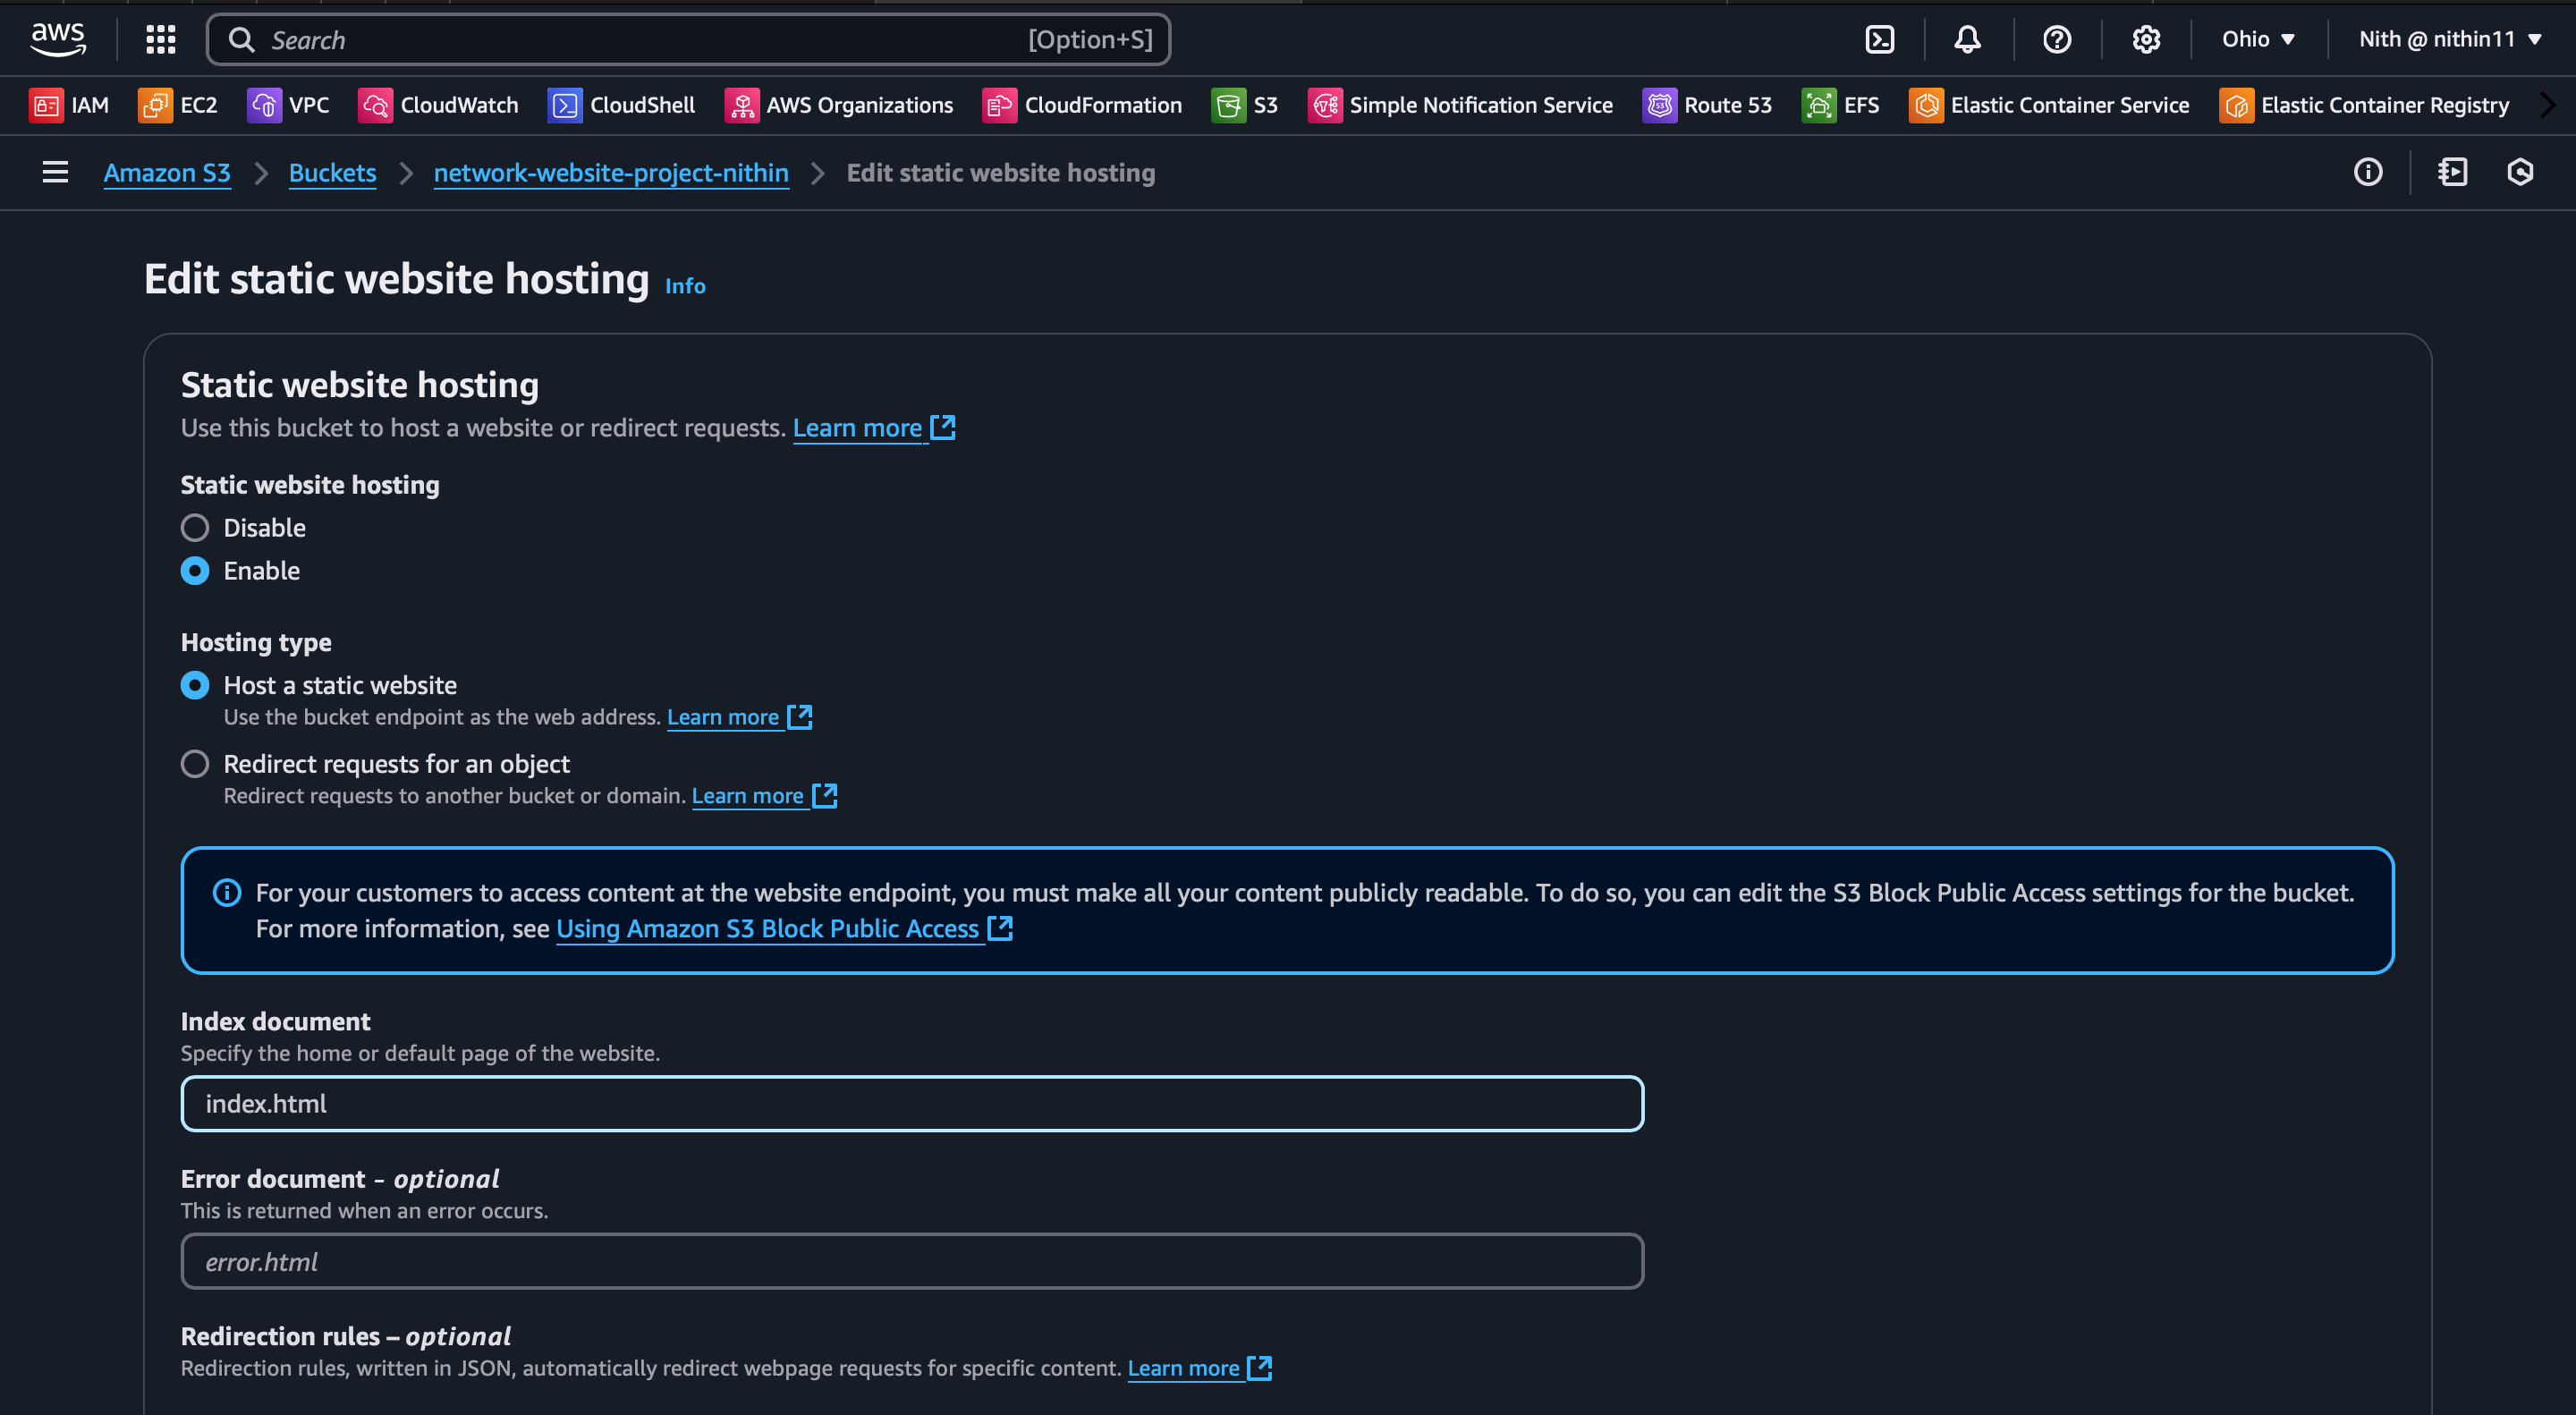 aws
Search [Option+S] Ohio Nith @ nithin11
IAM EC2 VPC CloudWatch CloudShell AWS Organizations CloudFormation S3 Simple Notification Service Route 53 EFS Elastic Container Service Elastic Container Registry
Amazon S3 Buckets network-website-project-nithin Edit static website hosting
Edit static website hosting Info
Static website hosting
Use this bucket to host a website or redirect requests. Learn more
Static website hosting
Disable
Enable
Hosting type
Host a static website
Use the bucket endpoint as the web address. Learn more
Redirect requests for an object
Redirect requests to another bucket or domain. Learn more
For your customers to access content at the website endpoint, you must make all your content publicly readable. To do so, you can edit the S3 Block Public Access settings for the bucket.
For more information, see Using Amazon S3 Block Public Access
Index document
Specify the home or default page of the website.
index.html
Error document - optional
This is returned when an error occurs.
error.html
Redirection rules – optional
Redirection rules, written in JSON, automatically redirect webpage requests for specific content. Learn more